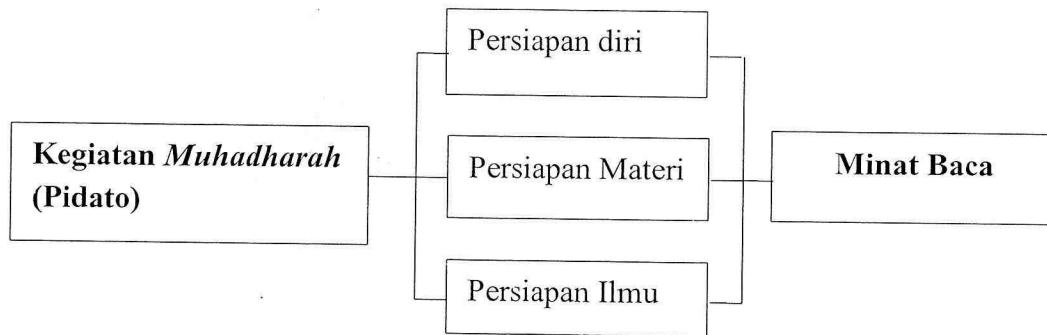 Kegiatan Muhadharah
(Pidato)
Persiapan diri
Persiapan Materi
Persiapan Ilmu
Minat Baca